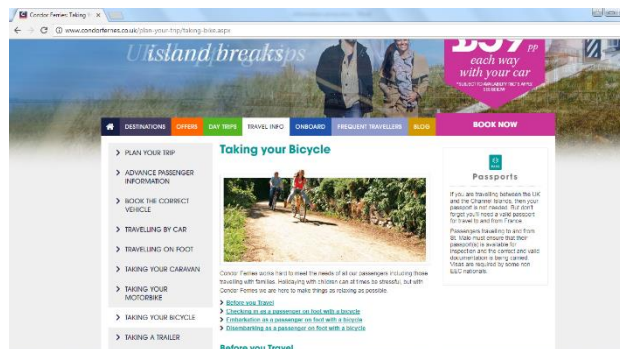 Condor Ferries: Taking Y
www.condorferries.co.uk/plan-your-trip/taking-bike.aspx
island breaks
£59 pp
each way
with your car
DESTINATIONS OFFERS DAY TRIPS TRAVEL INFO ONBOARD FREQUENT TRAVELLERS BLOG BOOK NOW
PLAN YOUR TRIP
ADVANCE PASSENGER
INFORMATION
BOOK THE CORRECT
VEHICLE
TRAVELLING BY CAR
TRAVELLING ON FOOT
TAKING YOUR CARAVAN
TAKING YOUR
MOTORBIKE
TAKING YOUR BICYCLE
TAKING A TRAILER
Taking your Bicycle
Condor Ferries works hard to meet the needs of all our passengers including those
travelling with families. Holidaying with children can at times be stressful, but with
Condor Ferries we are here to make things as relaxing as possible.
Before you Travel
Checking in as a passenger on foot with a bicycle
Embarkation as a passenger on foot with a bicycle
Disembarking as a passenger on foot with a bicycle
Before you Travel
Passports
If you are travelling between the UK
and the Channel Islands, then your
passport is not needed. But don't
forget you'll need a valid passport
for travel to and from France.
Passengers travelling to and from
St. Malo must ensure that their
passport(s) is available for
inspection and the correct and valid
documentation is being carried.
Visas are required by some non
EEC nationals.